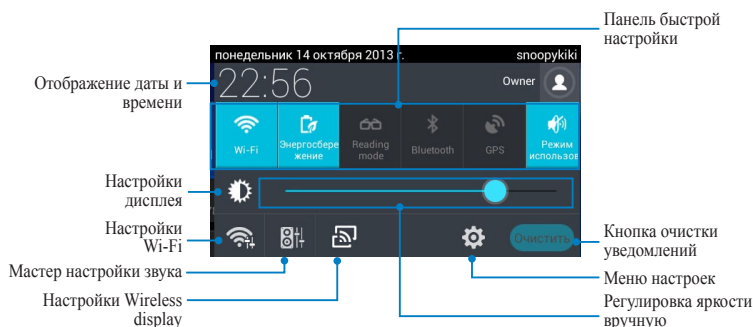 Панель быстрой
настройки
понедельник 14 октября 2013 г.
snoopykiki
Отображение даты и
времени
22:56
Owner
Wi-Fi
Энергосбере
жение
Reading
mode
Bluetooth
GPS
Режим
использов
Настройки
дисплея
Настройки
Wi-Fi
Очистить
Кнопка очистки
уведомлений
Мастер настройки звука
Меню настроек
Настройки Wireless
display
Регулировка яркости
вручную